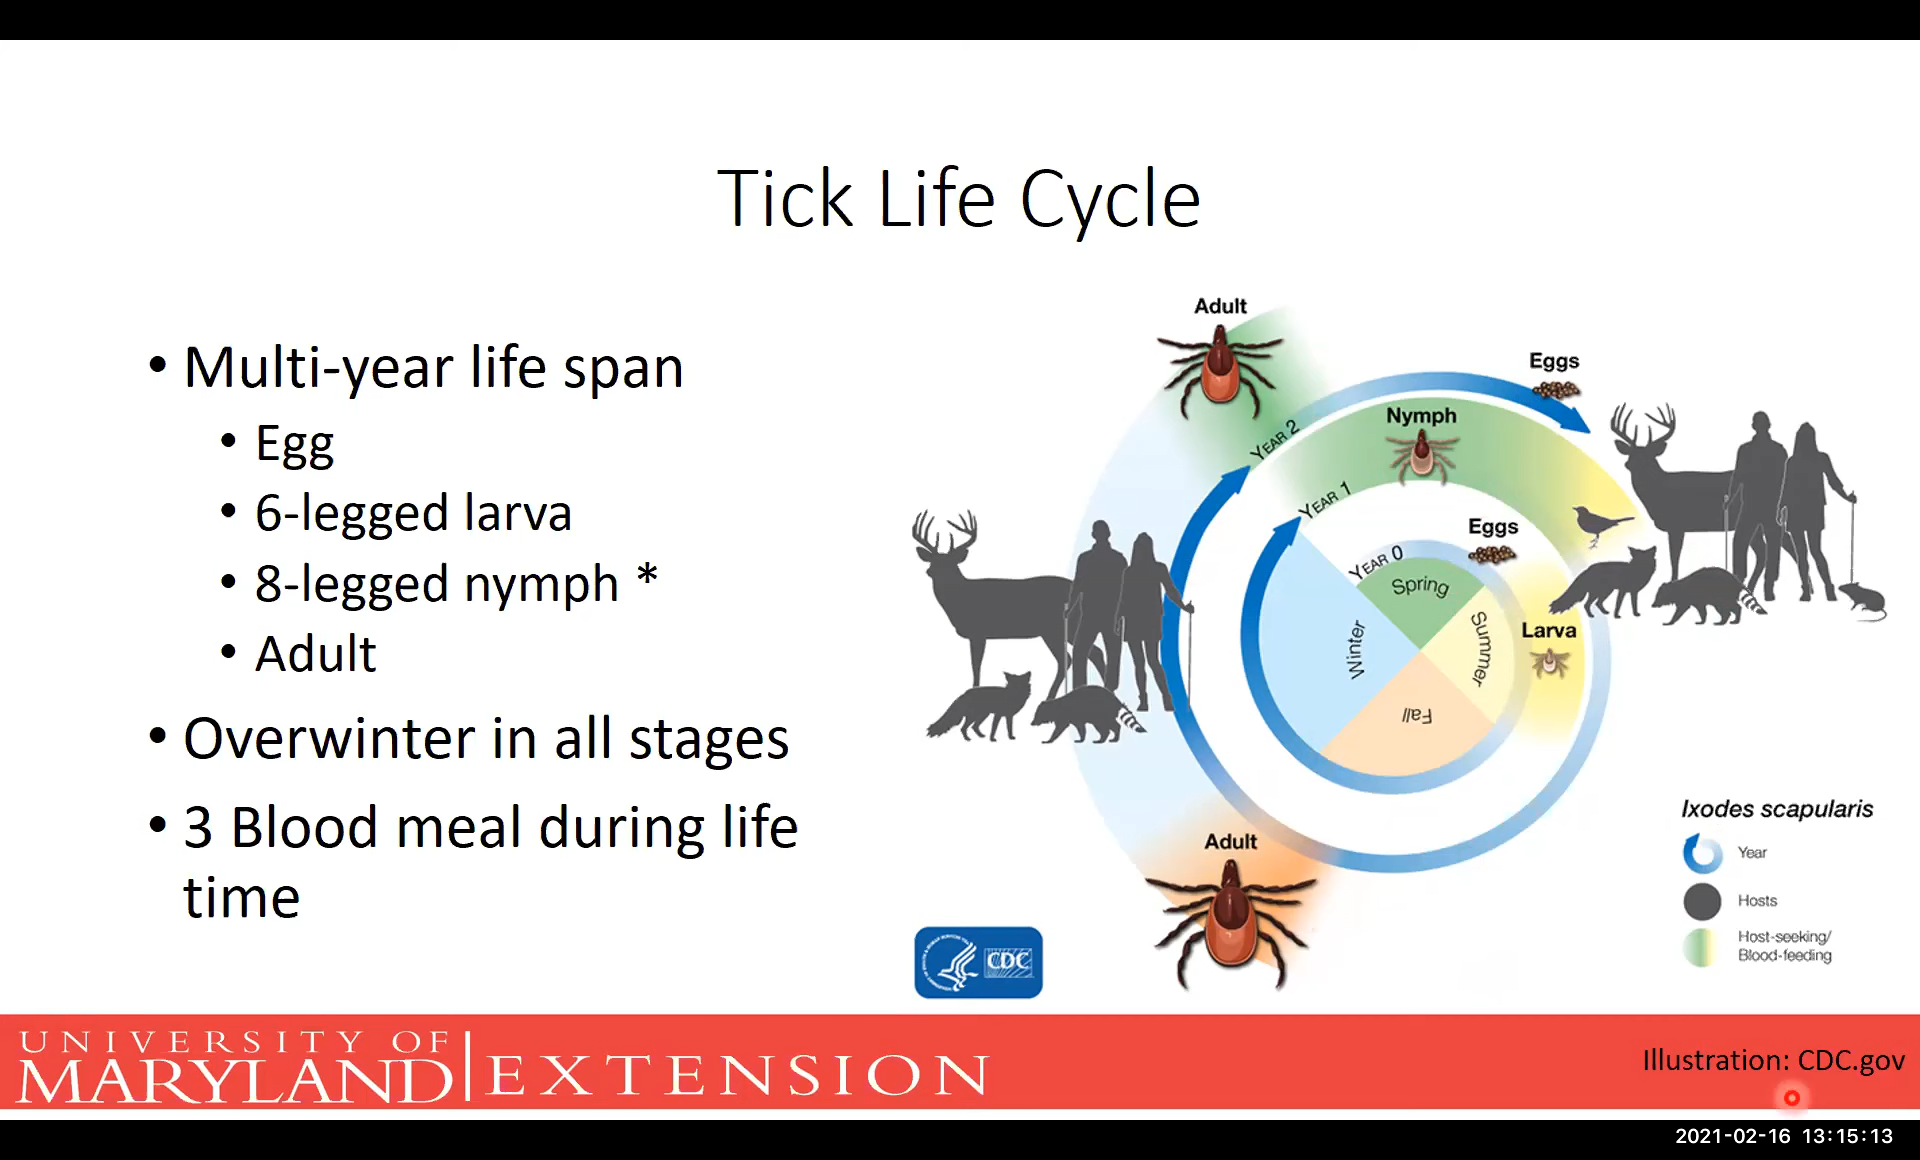 Tick Life Cycle
• Multi-year life span
• Egg
• 6-legged larva
• 8-legged nymph *
• Adult
• Overwinter in all stages
• 3 Blood meal during life
time
Adult
Eggs
Nymph
YEAR 2
YEAR 1
Eggs
YEAR 0
Spring
Summer
Larva
Winter
Fall
Adult
Ixodes scapularis
Year
Hosts
Host-seeking/
Blood-feeding
CDC
UNIVERSITY OF
MARYLAND
EXTENSION
Illustration: CDC.gov
2021-02-16 13:15:13